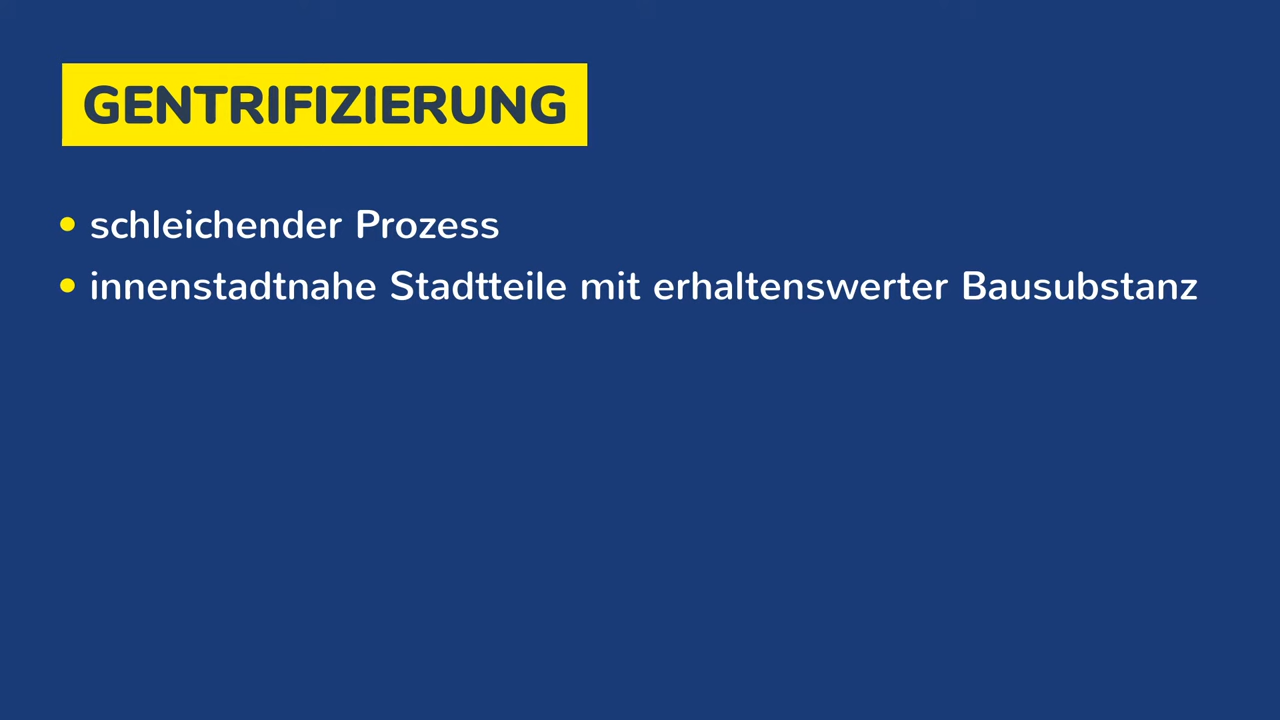 GENTRIFIZIERUNG
• schleichender Prozess
• innenstadtnahe Stadtteile mit erhaltenswerter Bausubstanz